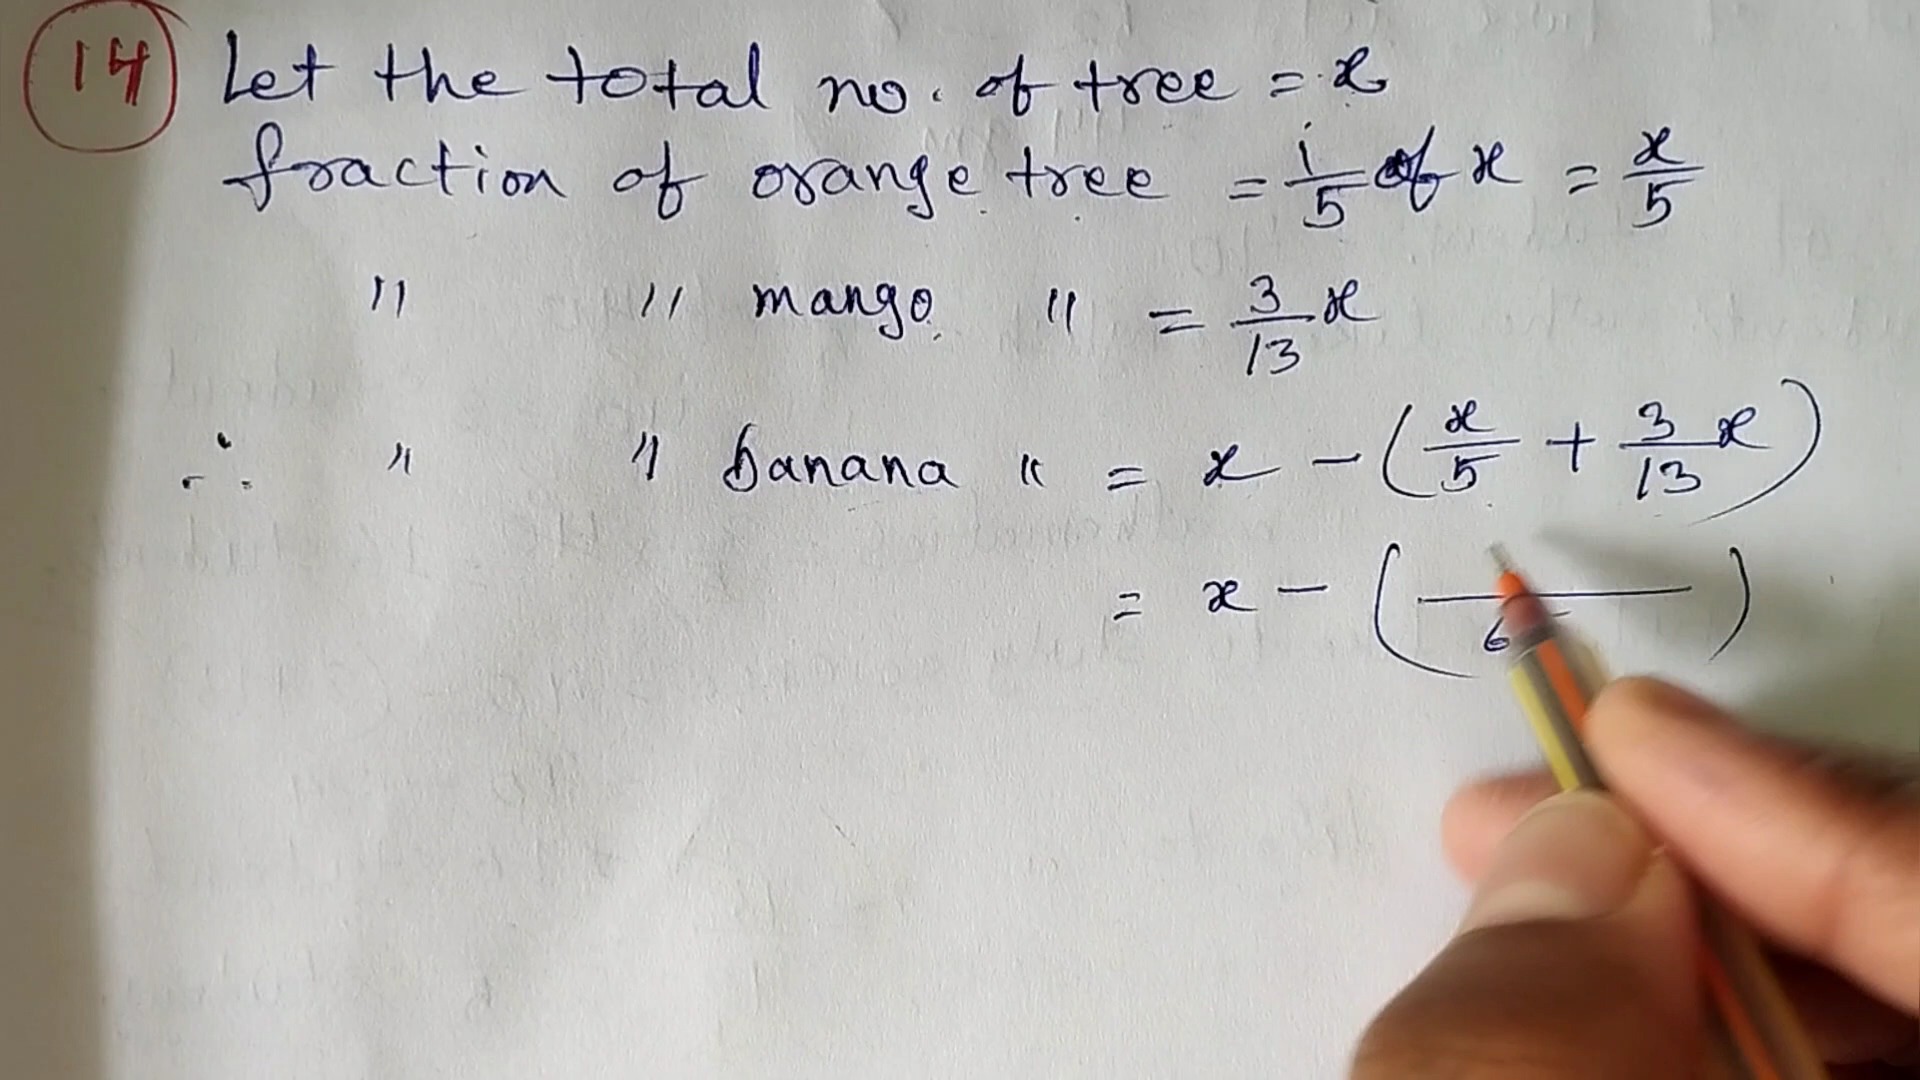 14 Let the total no. of tree = x
fraction of orange tree = 1/5 of x = x/5
" " mango " = 3/13 x
∴ " " banana " = x - (x/5 + 3/13 x)
= x - ( /6 )